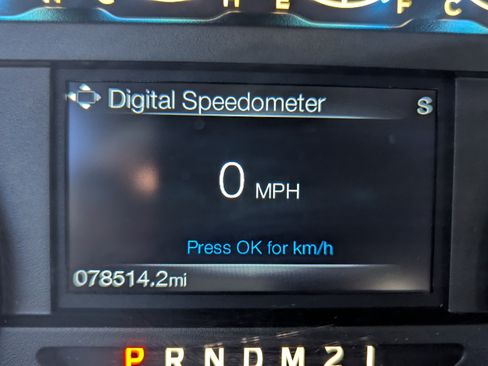 N C H E F C
Digital Speedometer S
0 MPH
Press OK for km/h
078514.2mi
P R N D M 2 1